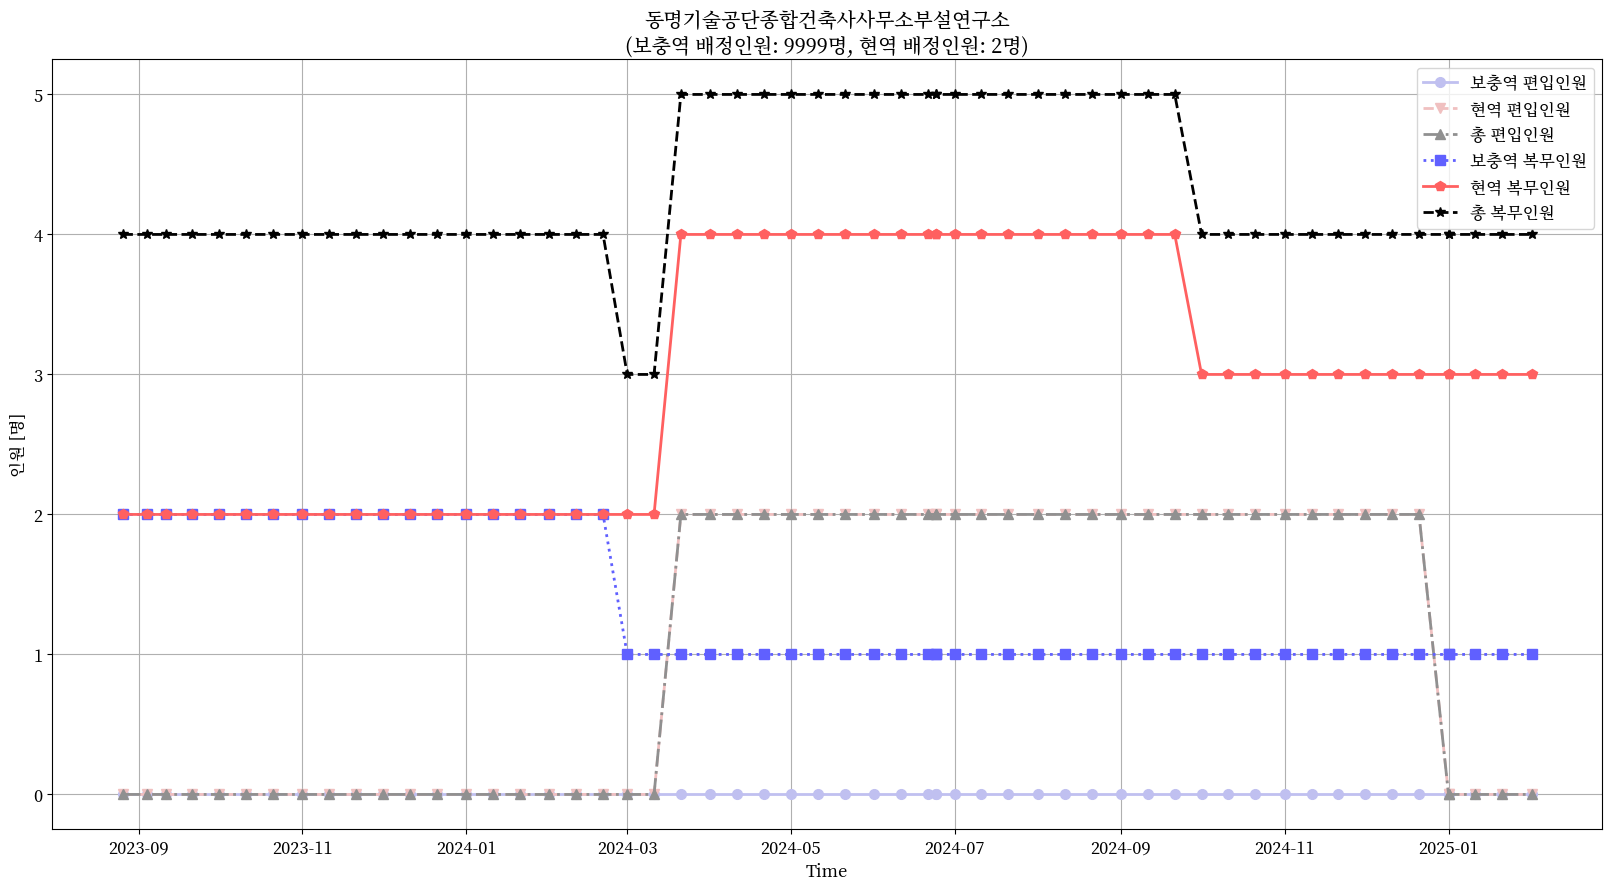 동명기술공단종합건축사사무소부설연구소
(보충역 배정인원: 9999명, 현역 배정인원: 2명)
보충역 편입인원
현역 편입인원
총 편입인원
보충역 복무인원
현역 복무인원
총 복무인원
인원 [명]
5
4
3
2
1
0
2023-09 2023-11 2024-01 2024-03 2024-05 2024-07 2024-09 2024-11 2025-01
Time